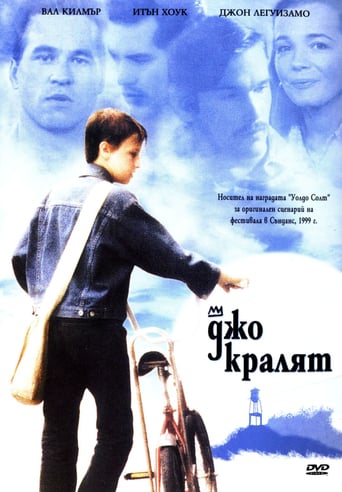 ВАЛ КИЛМЪР ИТЪН ХОУК ДЖОН ЛЕГУИЗАМО
Носител на наградата "Уолдо Солт"
за оригинален сценарий на
фестивала в Сънданс, 1999 г.
джо
кралят
DVD